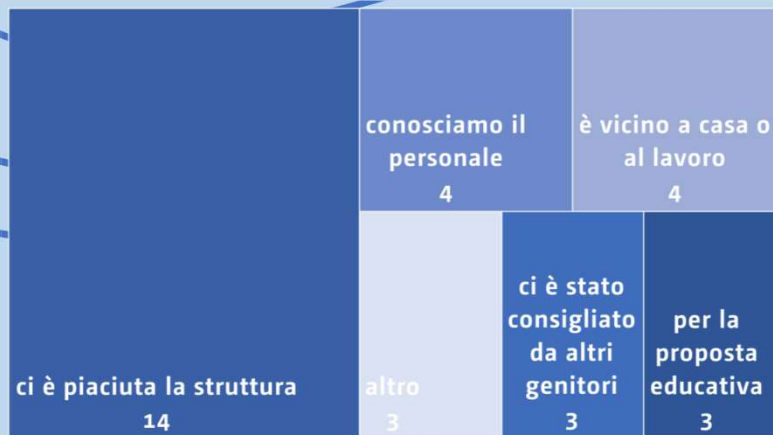 ci è piaciuta la struttura
14
conosciamo il
personale
4
è vicino a casa o
al lavoro
4
altro
3
ci è stato
consigliato
da altri
genitori
3
per la
proposta
educativa
3